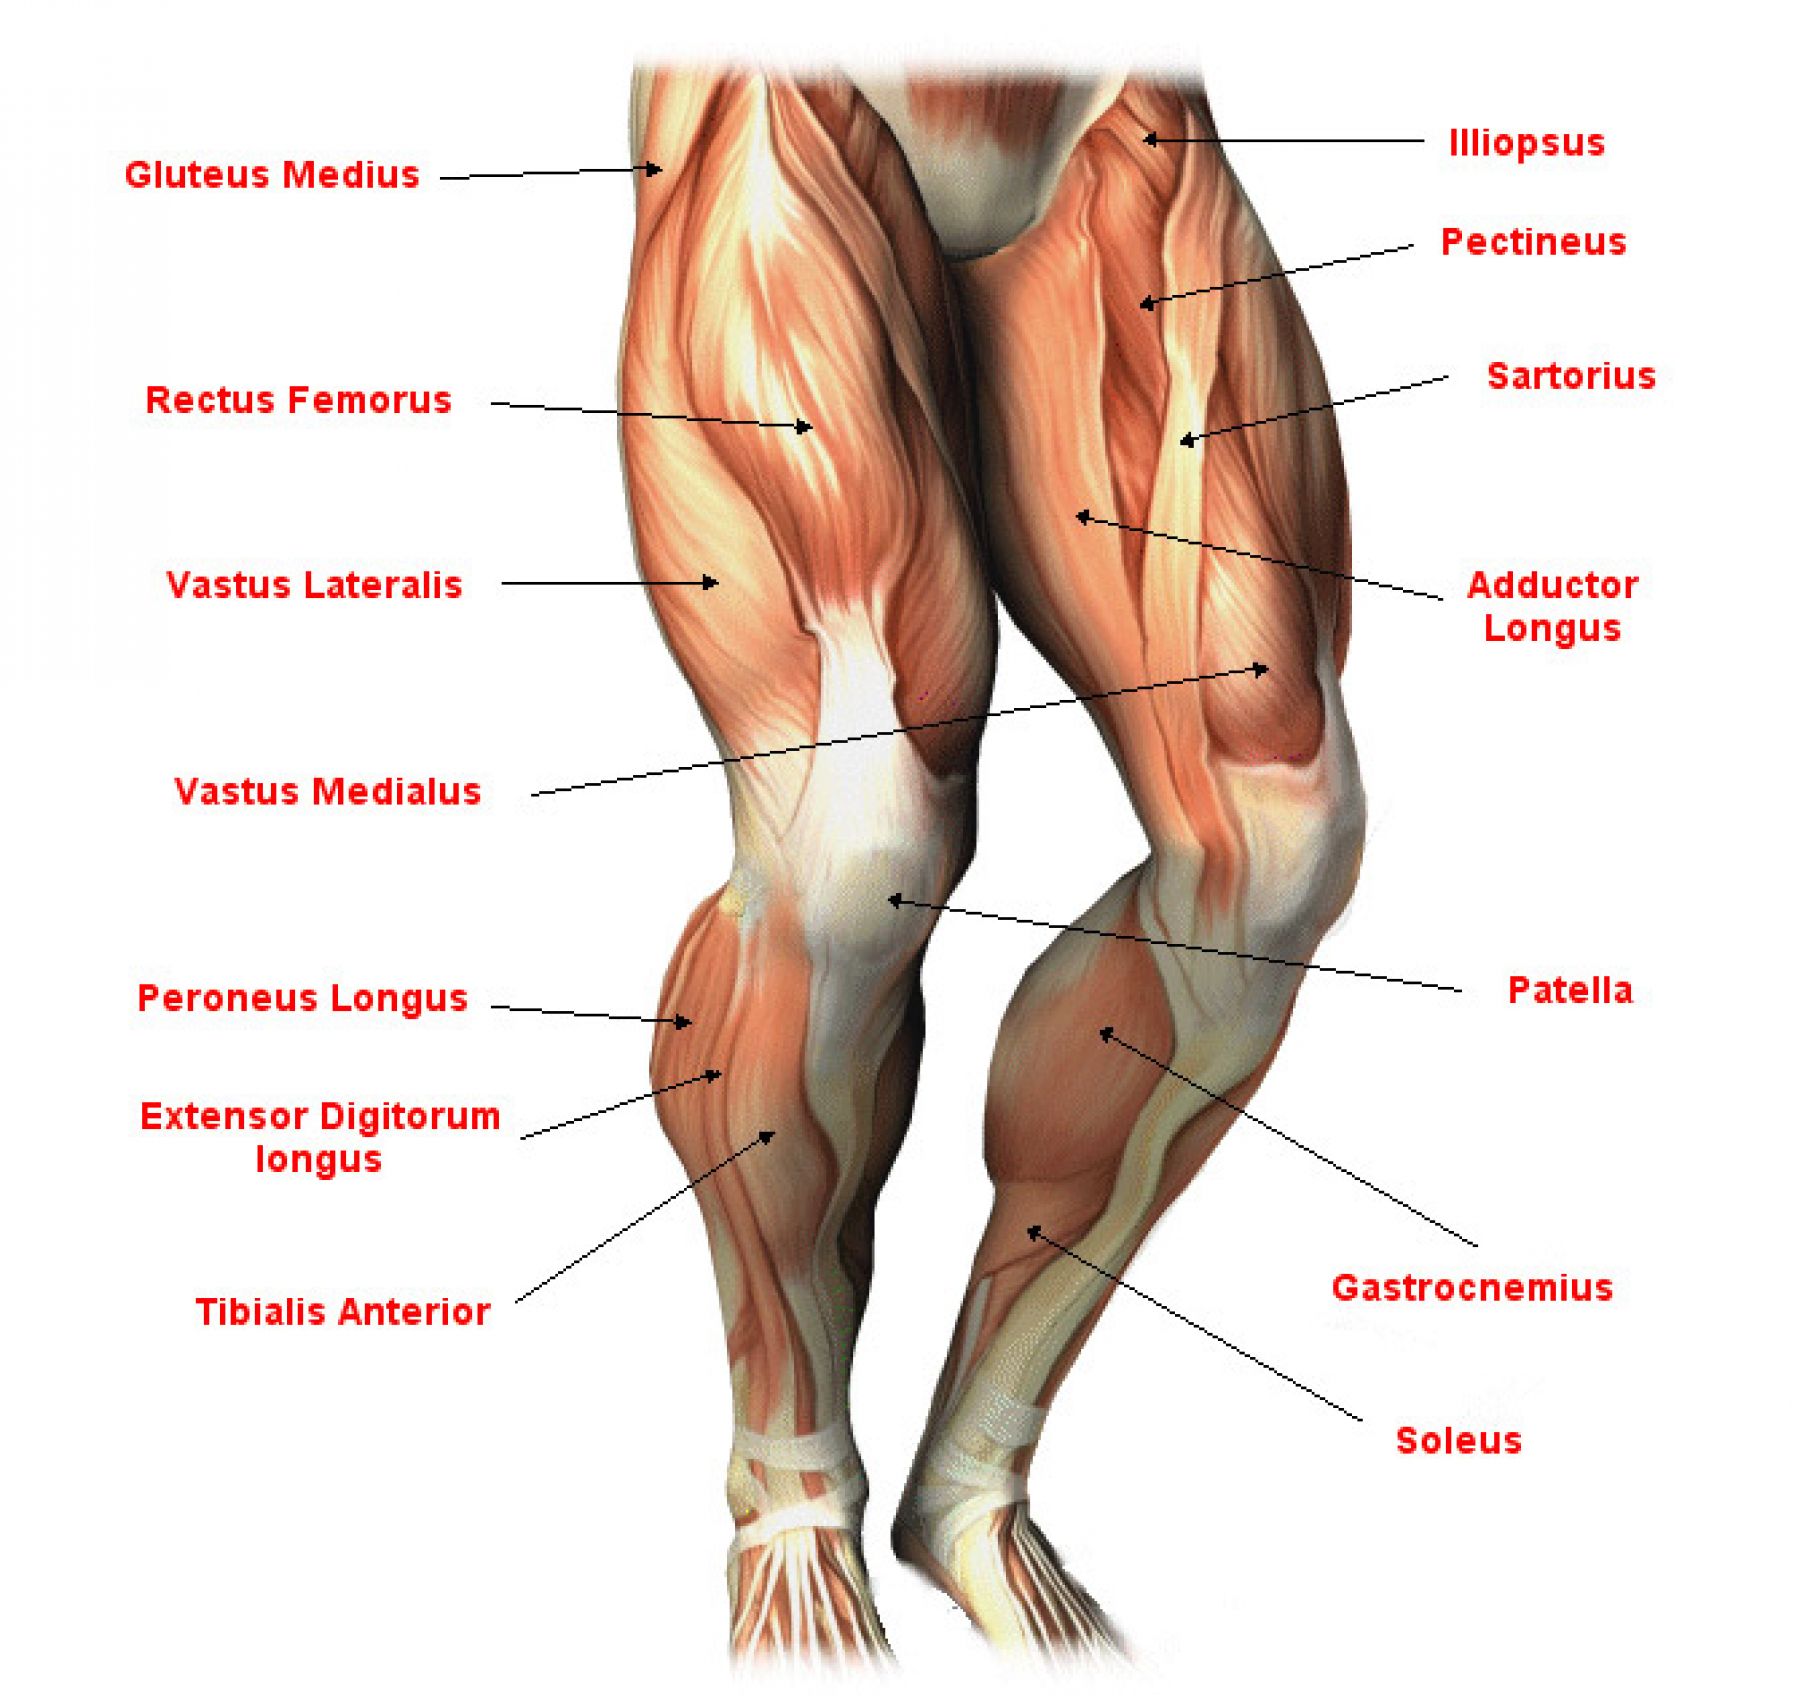 Gluteus Medius
Rectus Femorus
Vastus Lateralis
Vastus Medialus
Peroneus Longus
Extensor Digitorum
longus
Tibialis Anterior
Illiopsus
Pectineus
Sartorius
Adductor
Longus
Patella
Gastrocnemius
Soleus